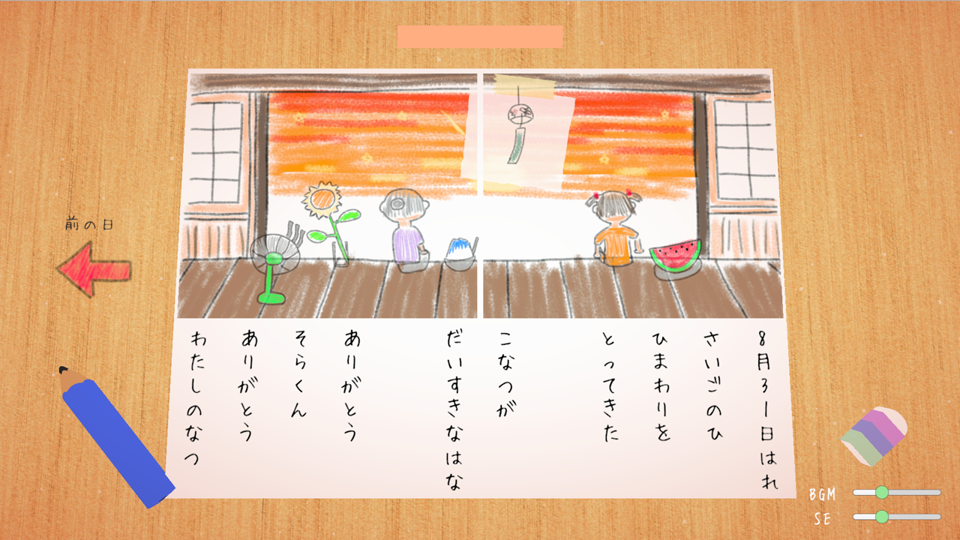 8月31日はれ
さいごのひ
ひまわりを
とってきた
こなつが
だいすきなはな
ありがとう
そらくん
ありがとう
わたしのなつ
前の日
BGM
SE